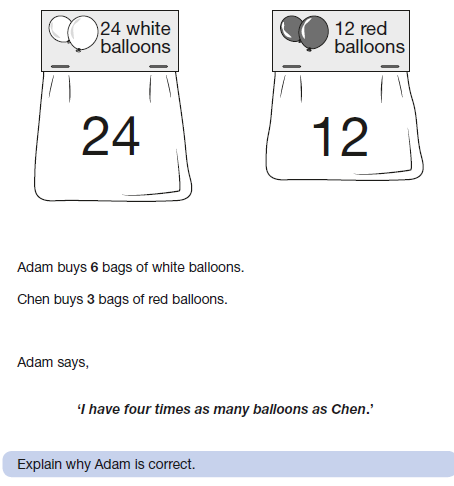 24 white
balloons
12 red
balloons
24
12
Adam buys 6 bags of white balloons.
Chen buys 3 bags of red balloons.
Adam says,
‘I have four times as many balloons as Chen.’
Explain why Adam is correct.